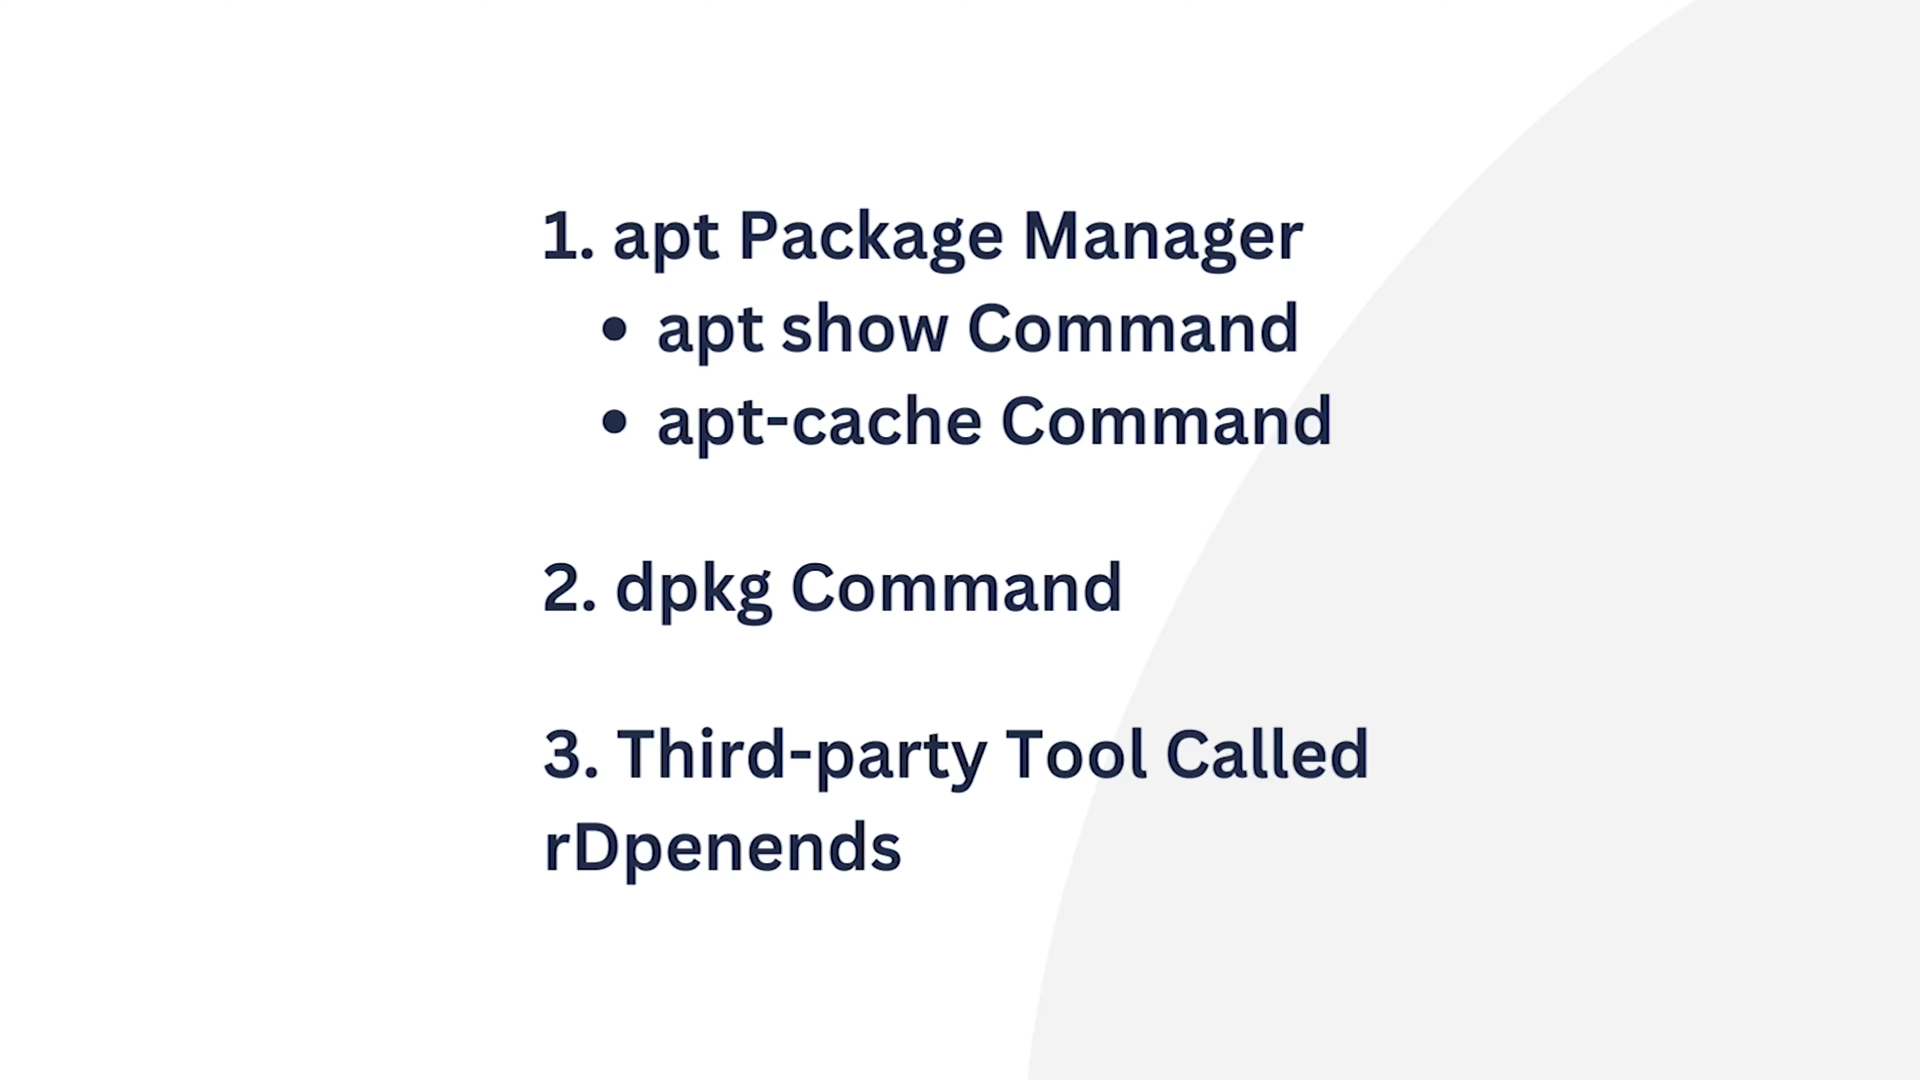 1. apt Package Manager
• apt show Command
• apt-cache Command
2. dpkg Command
3. Third-party Tool Called
rDpenends